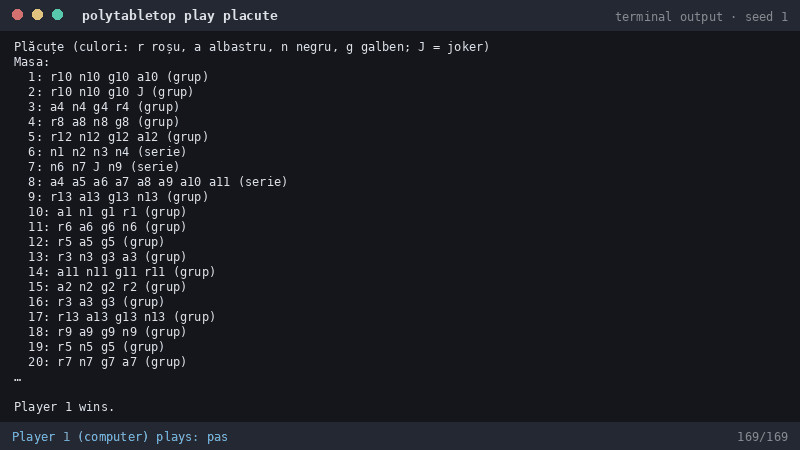 polytabletop play placute
terminal output · seed 1
Plăcuțe (culori: r roșu, a albastru, n negru, g galben; J = joker)
Masa:
1: r10 n10 g10 a10 (grup)
2: r10 n10 g10 J (grup)
3: a4 n4 g4 r4 (grup)
4: r8 a8 n8 g8 (grup)
5: r12 n12 g12 a12 (grup)
6: n1 n2 n3 n4 (serie)
7: n6 n7 J n9 (serie)
8: a4 a5 a6 a7 a8 a9 a10 a11 (serie)
9: r13 a13 g13 n13 (grup)
10: a1 n1 g1 r1 (grup)
11: r6 a6 g6 n6 (grup)
12: r5 a5 g5 (grup)
13: r3 n3 g3 a3 (grup)
14: a11 n11 g11 r11 (grup)
15: a2 n2 g2 r2 (grup)
16: r3 a3 g3 (grup)
17: r13 a13 g13 n13 (grup)
18: r9 a9 g9 n9 (grup)
19: r5 n5 g5 (grup)
20: r7 n7 g7 a7 (grup)
…
Player 1 wins.
Player 1 (computer) plays: pas
169/169